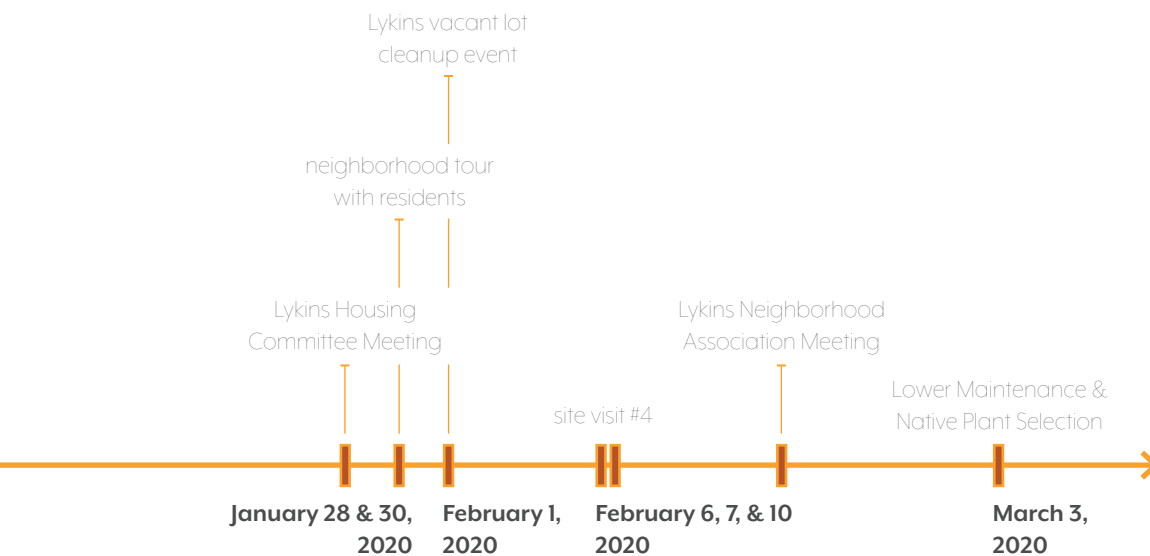 Lykins vacant lot
cleanup event
neighborhood tour
with residents
Lykins Housing
Committee Meeting
Lykins Neighborhood
Association Meeting
Lower Maintenance &
Native Plant Selection
site visit #4
January 28 & 30,
2020
February 1,
2020
February 6, 7, & 10
2020
March 3,
2020